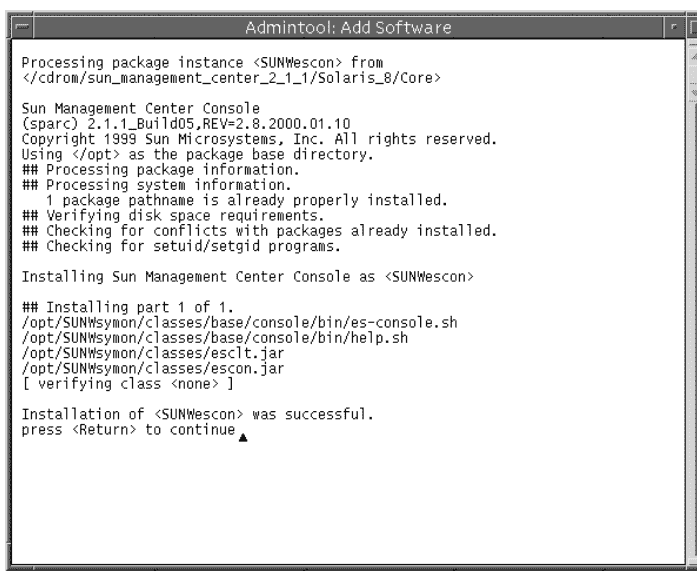 Admintool: Add Software
Processing package instance <SUNWescon> from
</cdrom/sun_management_center_2_1_1/Solaris_8/Core>
Sun Management Center Console
(sparc) 2.1.1_Build05,REV=2.8.2000.01.10
Copyright 1999 Sun Microsystems, Inc. All rights reserved.
Using </opt> as the package base directory.
## Processing package information.
## Processing system information.
1 package pathname is already properly installed.
## Verifying disk space requirements.
## Checking for conflicts with packages already installed.
## Checking for setuid/setgid programs.
Installing Sun Management Center Console as <SUNWescon>
## Installing part 1 of 1.
/opt/SUNWsymon/classes/base/console/bin/es-console.sh
/opt/SUNWsymon/classes/base/console/bin/help.sh
/opt/SUNWsymon/classes/esclt.jar
/opt/SUNWsymon/classes/escon.jar
[ verifying class <none> ]
Installation of <SUNWescon> was successful.
press <Return> to continue